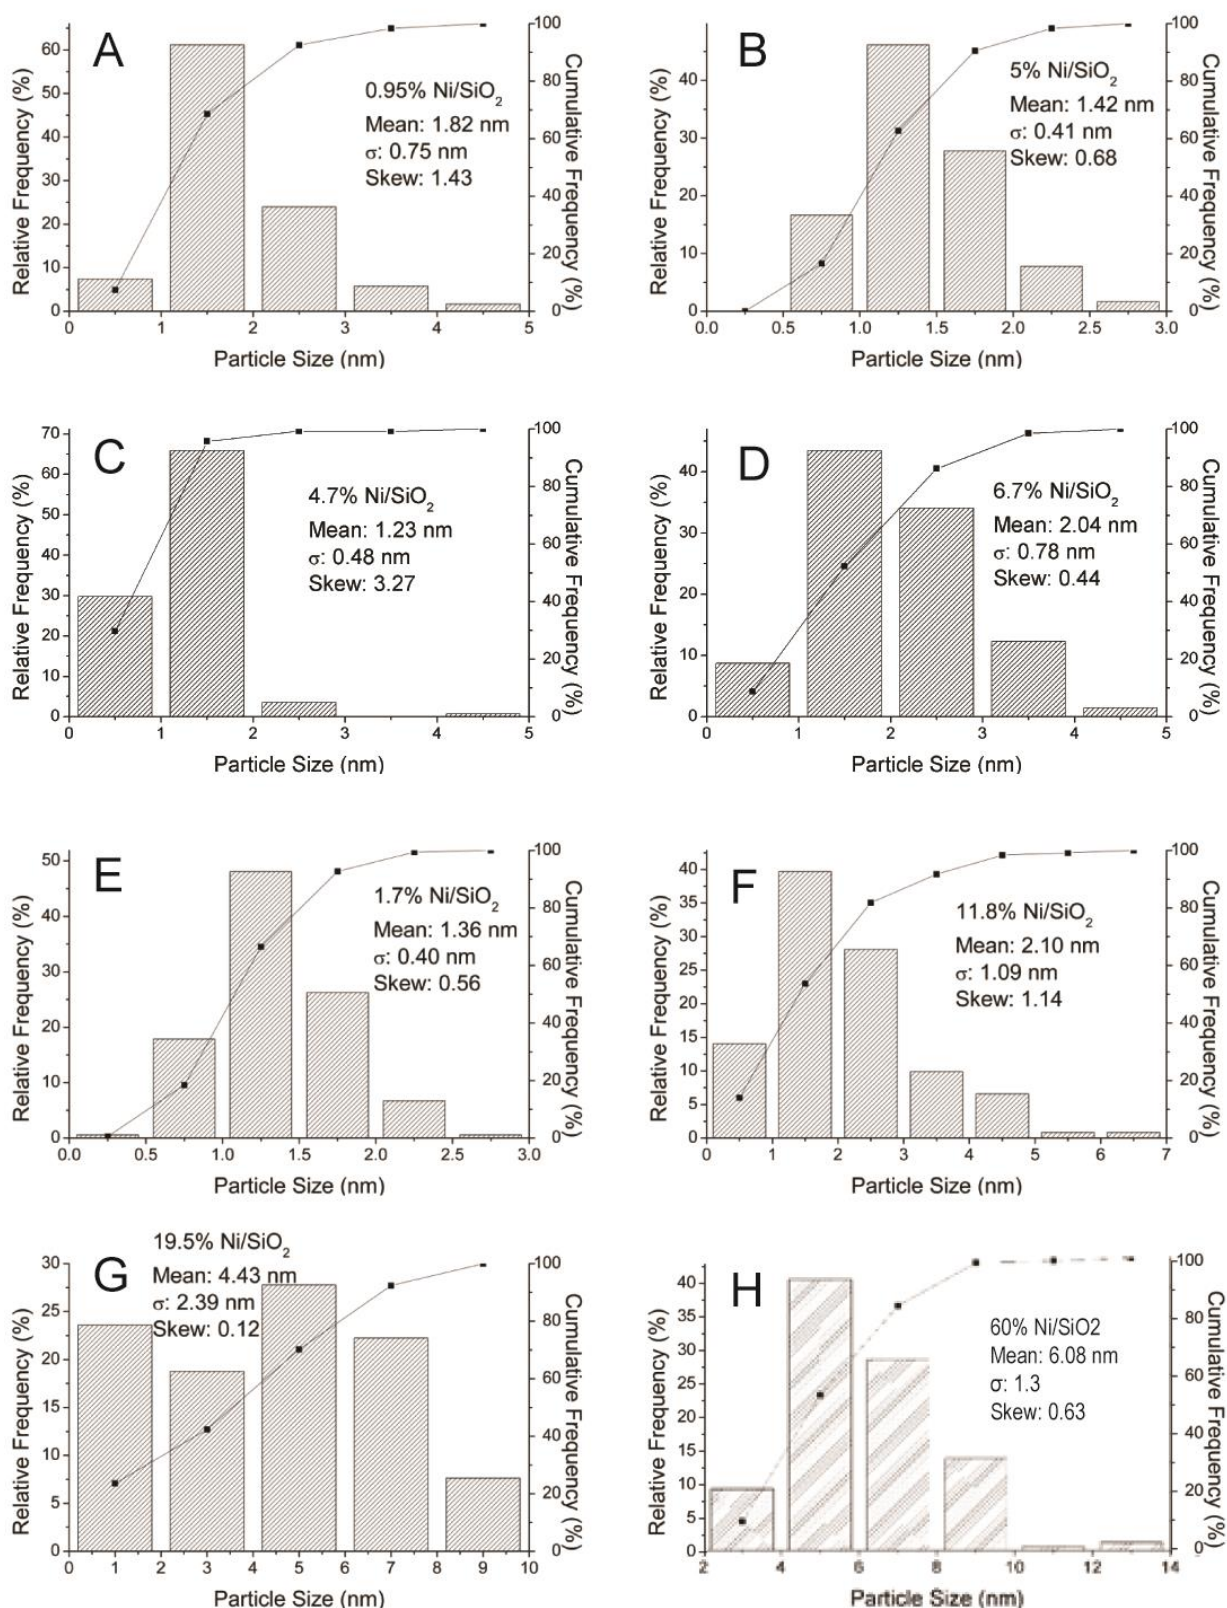 A
0.95% Ni/SiO2
Mean: 1.82 nm
σ: 0.75 nm
Skew: 1.43
Relative Frequency (%)
60
50
40
30
20
10
0
Cumulative Frequency (%)
100
80
60
40
20
0
0 1 2 3 4 5
Particle Size (nm)
B
5% Ni/SiO2
Mean: 1.42 nm
σ: 0.41 nm
Skew: 0.68
Relative Frequency (%)
40
30
20
10
0
Cumulative Frequency (%)
100
80
60
40
20
0
0.0 0.5 1.0 1.5 2.0 2.5 3.0
Particle Size (nm)
C
4.7% Ni/SiO2
Mean: 1.23 nm
σ: 0.48 nm
Skew: 3.27
Relative Frequency (%)
70
60
50
40
30
20
10
0
Cumulative Frequency (%)
100
80
60
40
20
0
0 1 2 3 4 5
Particle Size (nm)
D
6.7% Ni/SiO2
Mean: 2.04 nm
σ: 0.78 nm
Skew: 0.44
Relative Frequency (%)
40
30
20
10
0
Cumulative Frequency (%)
100
80
60
40
20
0
0 1 2 3 4 5
Particle Size (nm)
E
1.7% Ni/SiO2
Mean: 1.36 nm
σ: 0.40 nm
Skew: 0.56
Relative Frequency (%)
50
40
30
20
10
0
Cumulative Frequency (%)
100
80
60
40
20
0
0.0 0.5 1.0 1.5 2.0 2.5 3.0
Particle Size (nm)
F
11.8% Ni/SiO2
Mean: 2.10 nm
σ: 1.09 nm
Skew: 1.14
Relative Frequency (%)
40
35
30
25
20
15
10
5
0
Cumulative Frequency (%)
100
80
60
40
20
0
0 1 2 3 4 5 6 7
Particle Size (nm)
G
19.5% Ni/SiO2
Mean: 4.43 nm
σ: 2.39 nm
Skew: 0.12
Relative Frequency (%)
30
25
20
15
10
5
0
Cumulative Frequency (%)
100
80
60
40
20
0
0 1 2 3 4 5 6 7 8 9 10
Particle Size (nm)
H
60% Ni/SiO2
Mean: 6.08 nm
σ: 1.3
Skew: 0.63
Relative Frequency (%)
40
35
30
25
20
15
10
5
0
Cumulative Frequency (%)
100
80
60
40
20
0
2 4 6 8 10 12 14
Particle Size (nm)